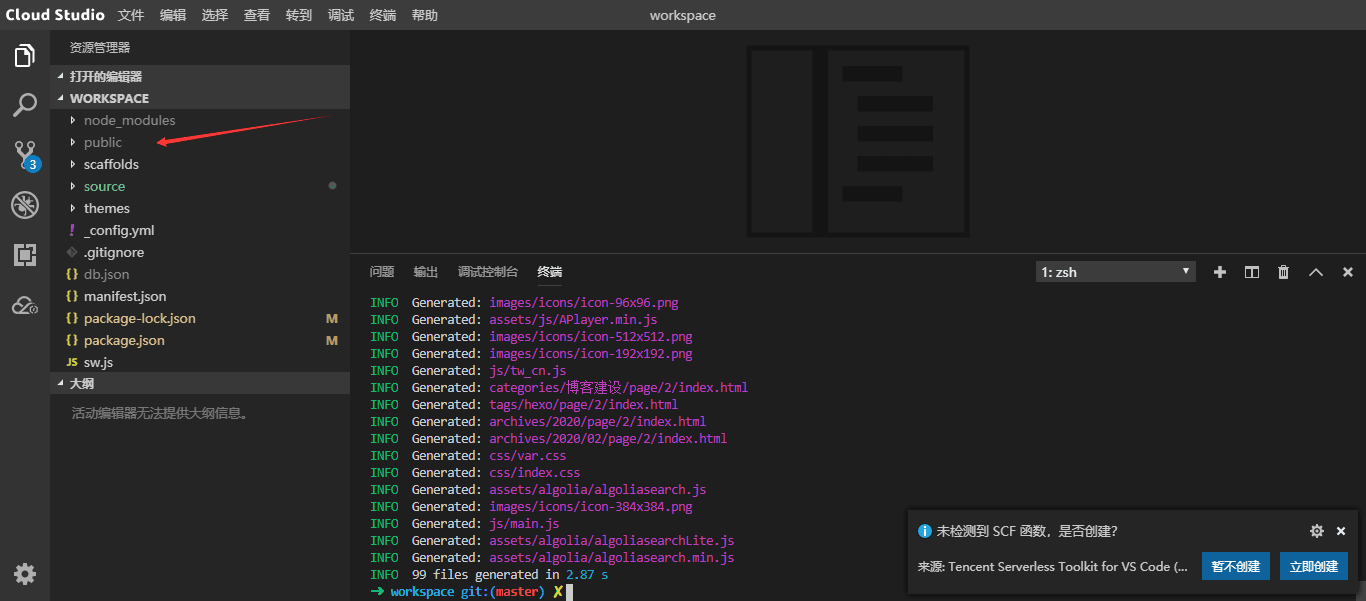 Cloud Studio 文件 编辑 选择 查看 转到 调试 终端 帮助 workspace
资源管理器
打开的编辑器
WORKSPACE
node_modules
public
scaffolds
source
themes
! _config.yml
.gitignore
{} db.json
{} manifest.json
{} package-lock.json M
{} package.json M
JS sw.js
大纲
活动编辑器无法提供大纲信息。
3
问题 输出 调试控制台 终端 1: zsh
INFO Generated: images/icons/icon-96x96.png
INFO Generated: assets/js/APlayer.min.js
INFO Generated: images/icons/icon-512x512.png
INFO Generated: images/icons/icon-192x192.png
INFO Generated: js/tw_cn.js
INFO Generated: categories/博客建设/page/2/index.html
INFO Generated: tags/hexo/page/2/index.html
INFO Generated: archives/2020/page/2/index.html
INFO Generated: archives/2020/02/page/2/index.html
INFO Generated: css/var.css
INFO Generated: css/index.css
INFO Generated: assets/algolia/algoliasearch.js
INFO Generated: images/icons/icon-384x384.png
INFO Generated: js/main.js
INFO Generated: assets/algolia/algoliasearchLite.js
INFO Generated: assets/algolia/algoliasearch.min.js
INFO 99 files generated in 2.87 s
→ workspace git:(master) ✗
未检测到 SCF 函数，是否创建?
来源: Tencent Serverless Toolkit for VS Code (... 暂不创建 立即创建